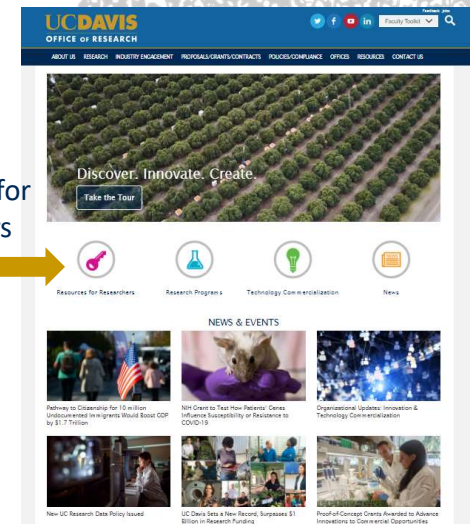 Feedback Jobs
UCDAVIS
OFFICE OF RESEARCH
Faculty Toolkit
ABOUT US RESEARCH INDUSTRY ENGAGEMENT PROPOSALS/GRANTS/CONTRACTS POLICIES/COMPLIANCE OFFICES RESOURCES CONTACT US
Discover. Innovate. Create.
Take the Tour
for
rs
Resources for Researchers Research Programs Technology Commercialization News
NEWS & EVENTS
Pathway to Citizenship for 10 million
Undocumented Immigrants Would Boost GDP
by $1.7 Trillion
NIH Grant to Test How Patients' Genes
Influence Susceptibility or Resistance to
COVID-19
Organizational Updates: Innovation &
Technology Commercialization
New UC Research Data Policy Issued
UC Davis Sets a New Record, Surpasses $1
Billion in Research Funding
Proof-of-Concept Grants Awarded to Advance
Innovations to Commercial Opportunities